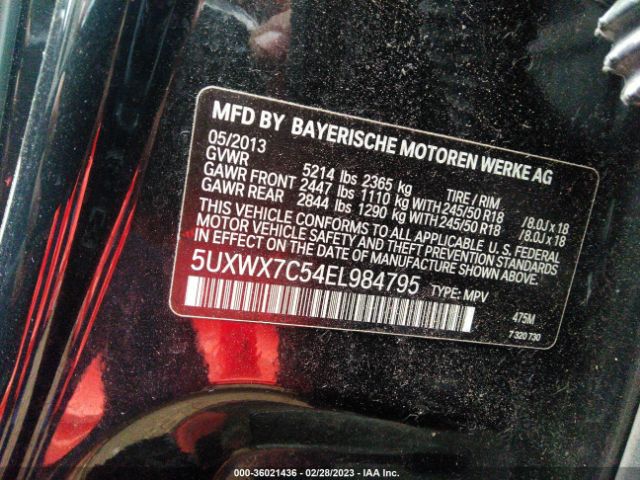 MFD BY BAYERISCHE MOTOREN WERKE AG
05/2013
GVWR 5214 lbs 2365 kg TIRE / RIM
GAWR FRONT 2447 lbs 1110 kg WITH 245/50 R18 /8.0J x 18
GAWR REAR 2844 lbs 1290 kg WITH 245/50 R18 /8.0J x 18
THIS VEHICLE CONFORMS TO ALL APPLICABLE U.S. FEDERAL
MOTOR VEHICLE SAFETY AND THEFT PREVENTION STANDARDS
IN EFFECT ON THE DATE OF MANUFACTURE SHOWN ABOVE.
5UXWX7C54EL984795 TYPE: MPV
475M
7 320 730
000-36021436 - 02/28/2023 - IAA Inc.